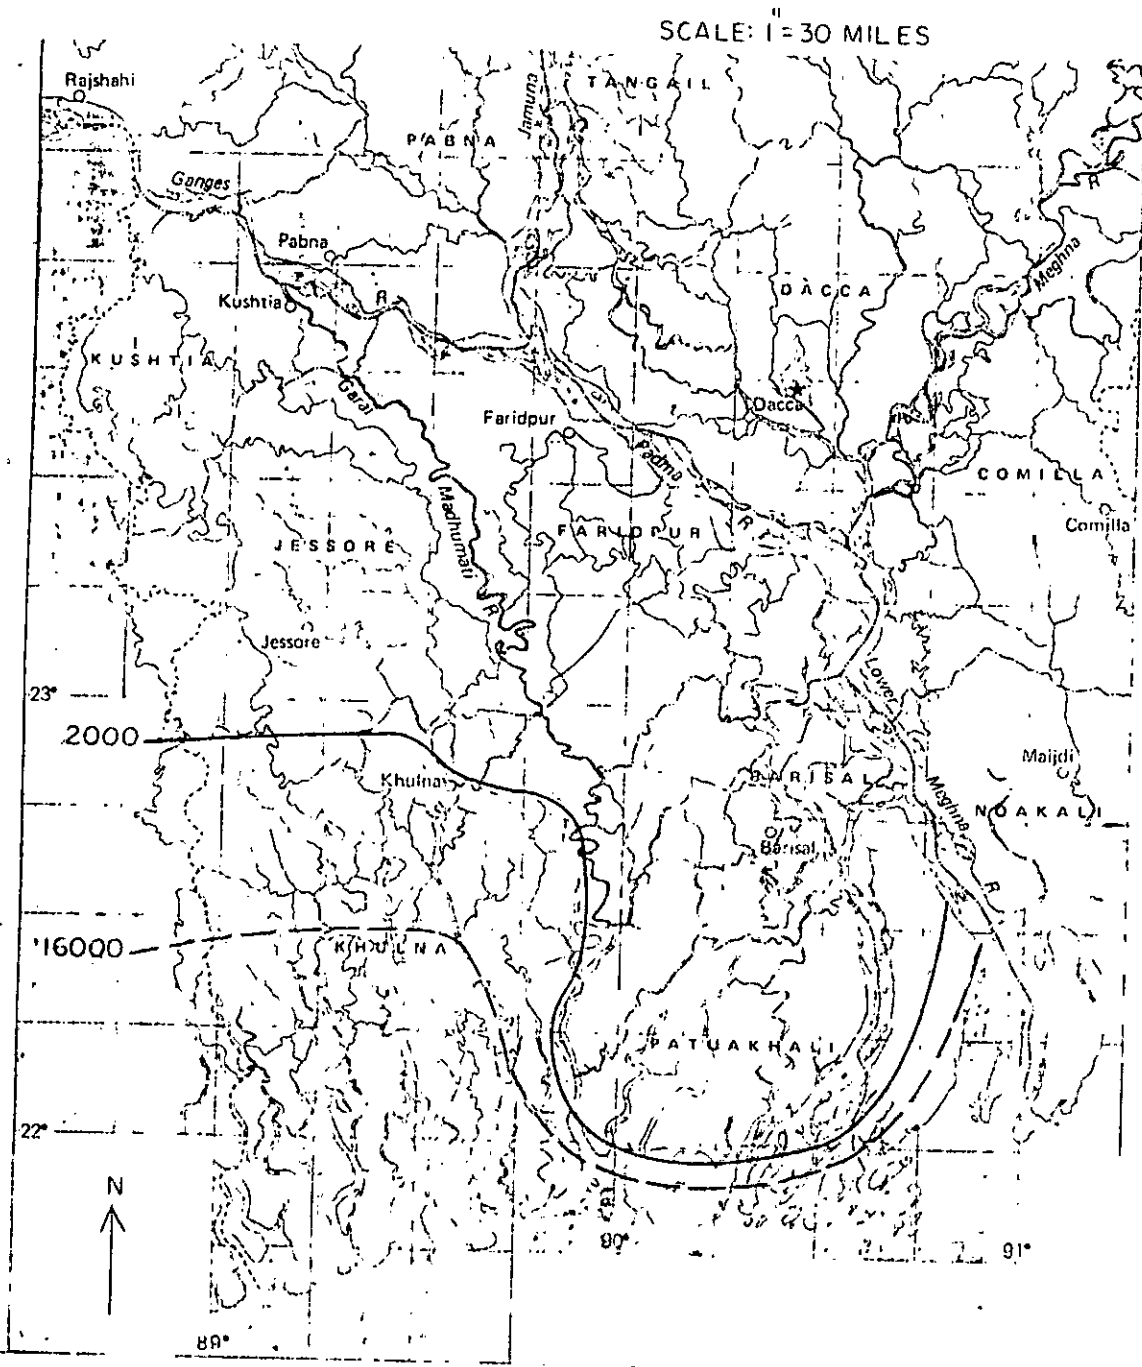 SCALE: 1"=30 MILES
Rajshahi
TANGAIL
Jamuna
PABNA
Ganges
R
Pabna
Meghna
DACCA
Kushtia
R
KUSHTIA
Garai
Dacca
Faridpur
Padma
COMILLA
Madhumati
R
Comilla
FARIDPUR
JESSORE
R
Jessore
Lower
23°
2000
Maijdi
Khulna
BARISAL
Meghna
NOAKALI
Barisal
R
16000
KHULNA
PATUAKHALI
22°
N
90°
91°
89°